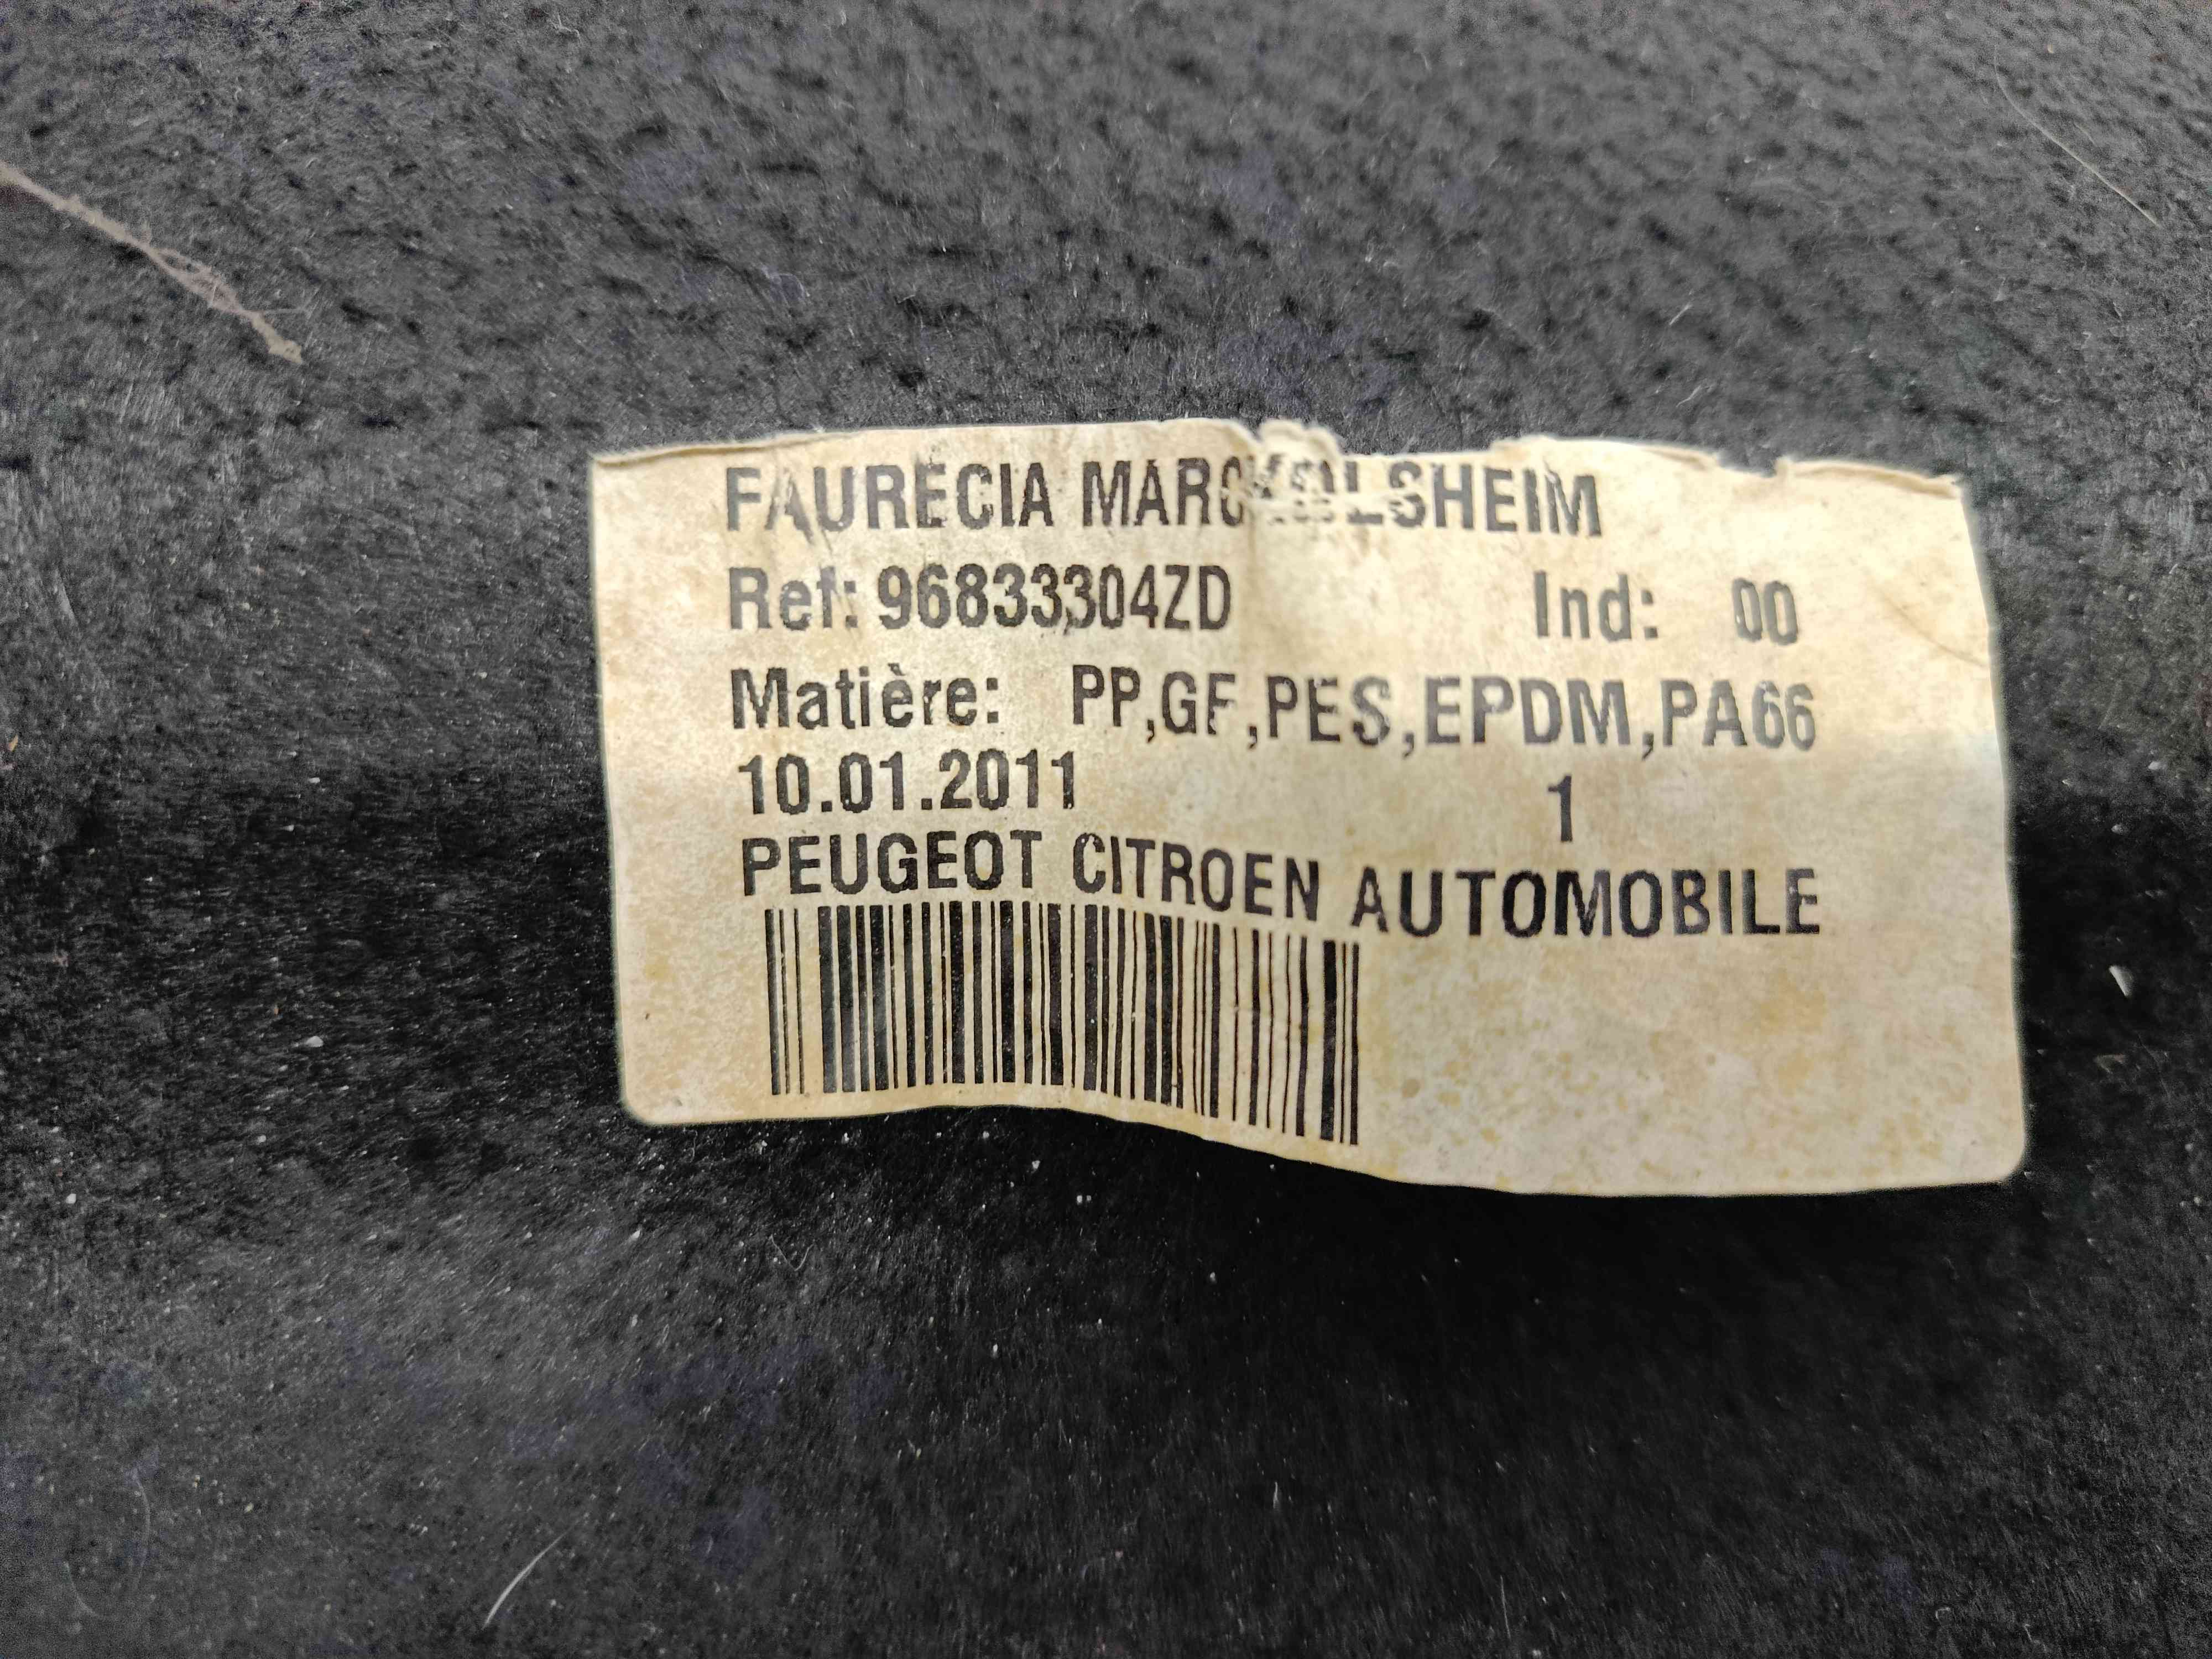 FAURECIA MARCKOLSHEIM
Ref: 96833304ZD Ind: 00
Matière: PP,GF,PES,EPDM,PA66
10.01.2011 1
PEUGEOT CITROEN AUTOMOBILE